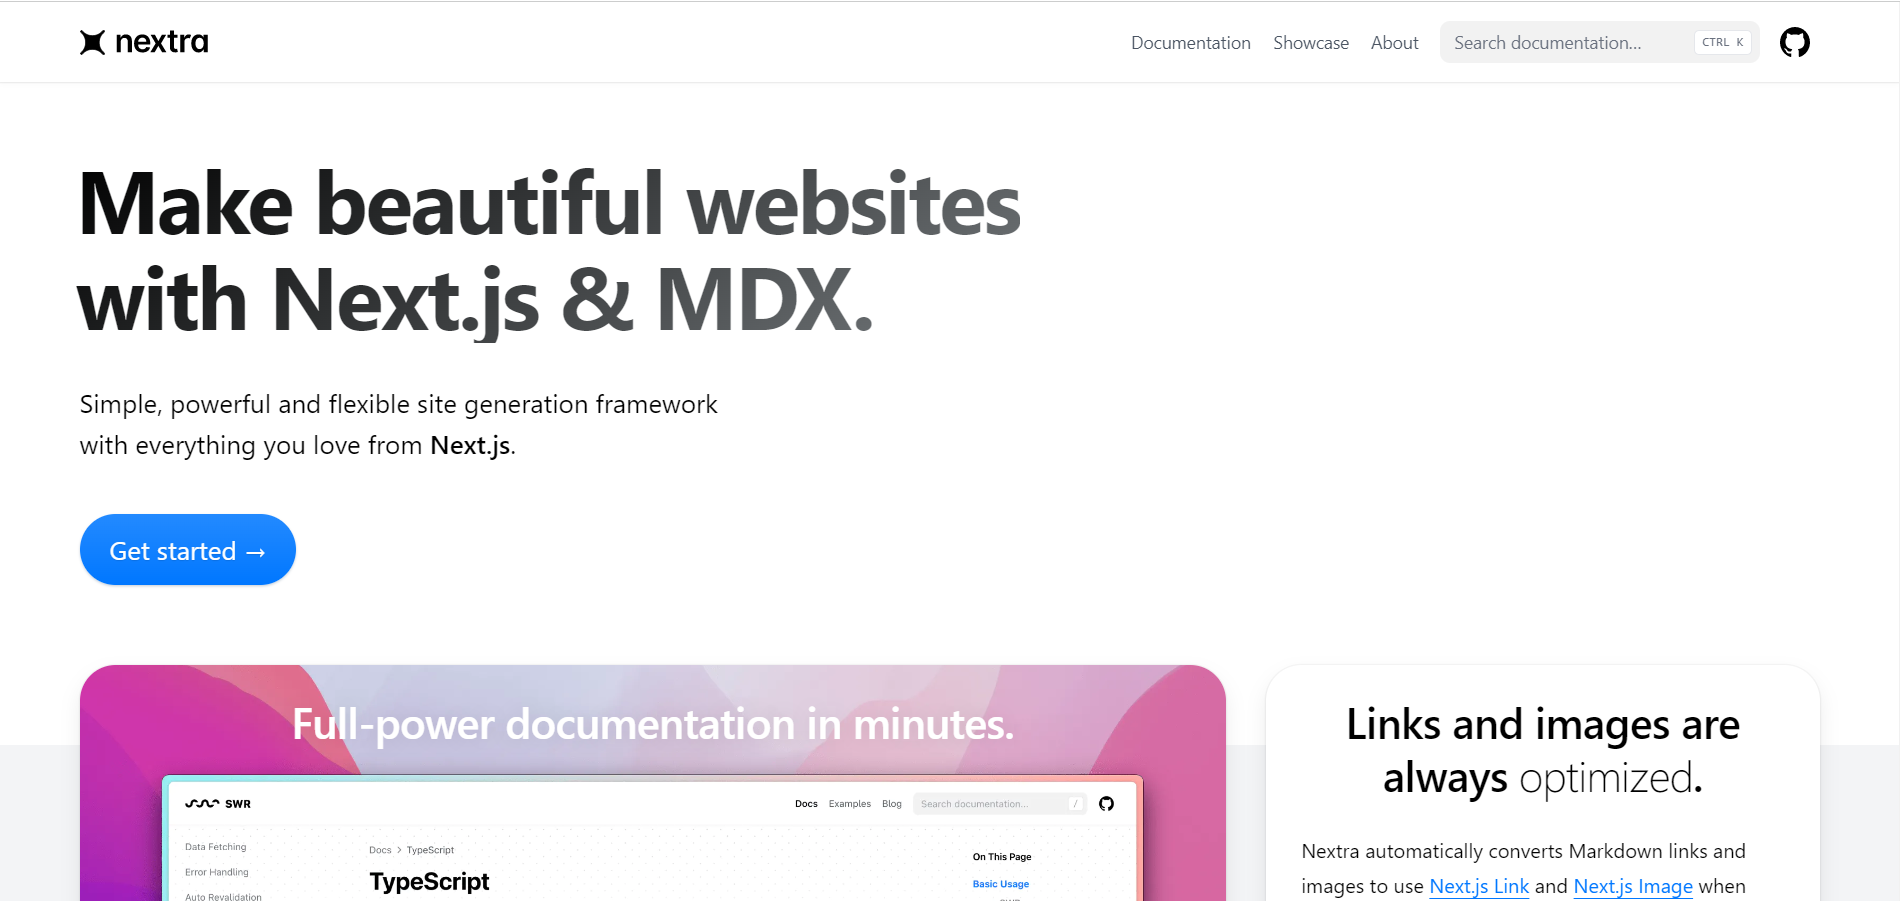 nextra
Documentation
Showcase
About
Search documentation...
CTRL K
Make beautiful websites
with Next.js & MDX.
Simple, powerful and flexible site generation framework
with everything you love from Next.js.
Get started →
Full-power documentation in minutes.
SWR
Docs
Examples
Blog
Search documentation...
/
Data Fetching
Error Handling
Auto Revalidation
Docs > TypeScript
TypeScript
On This Page
Basic Usage
Links and images are
always optimized.
Nextra automatically converts Markdown links and
images to use Next.js Link and Next.js Image when